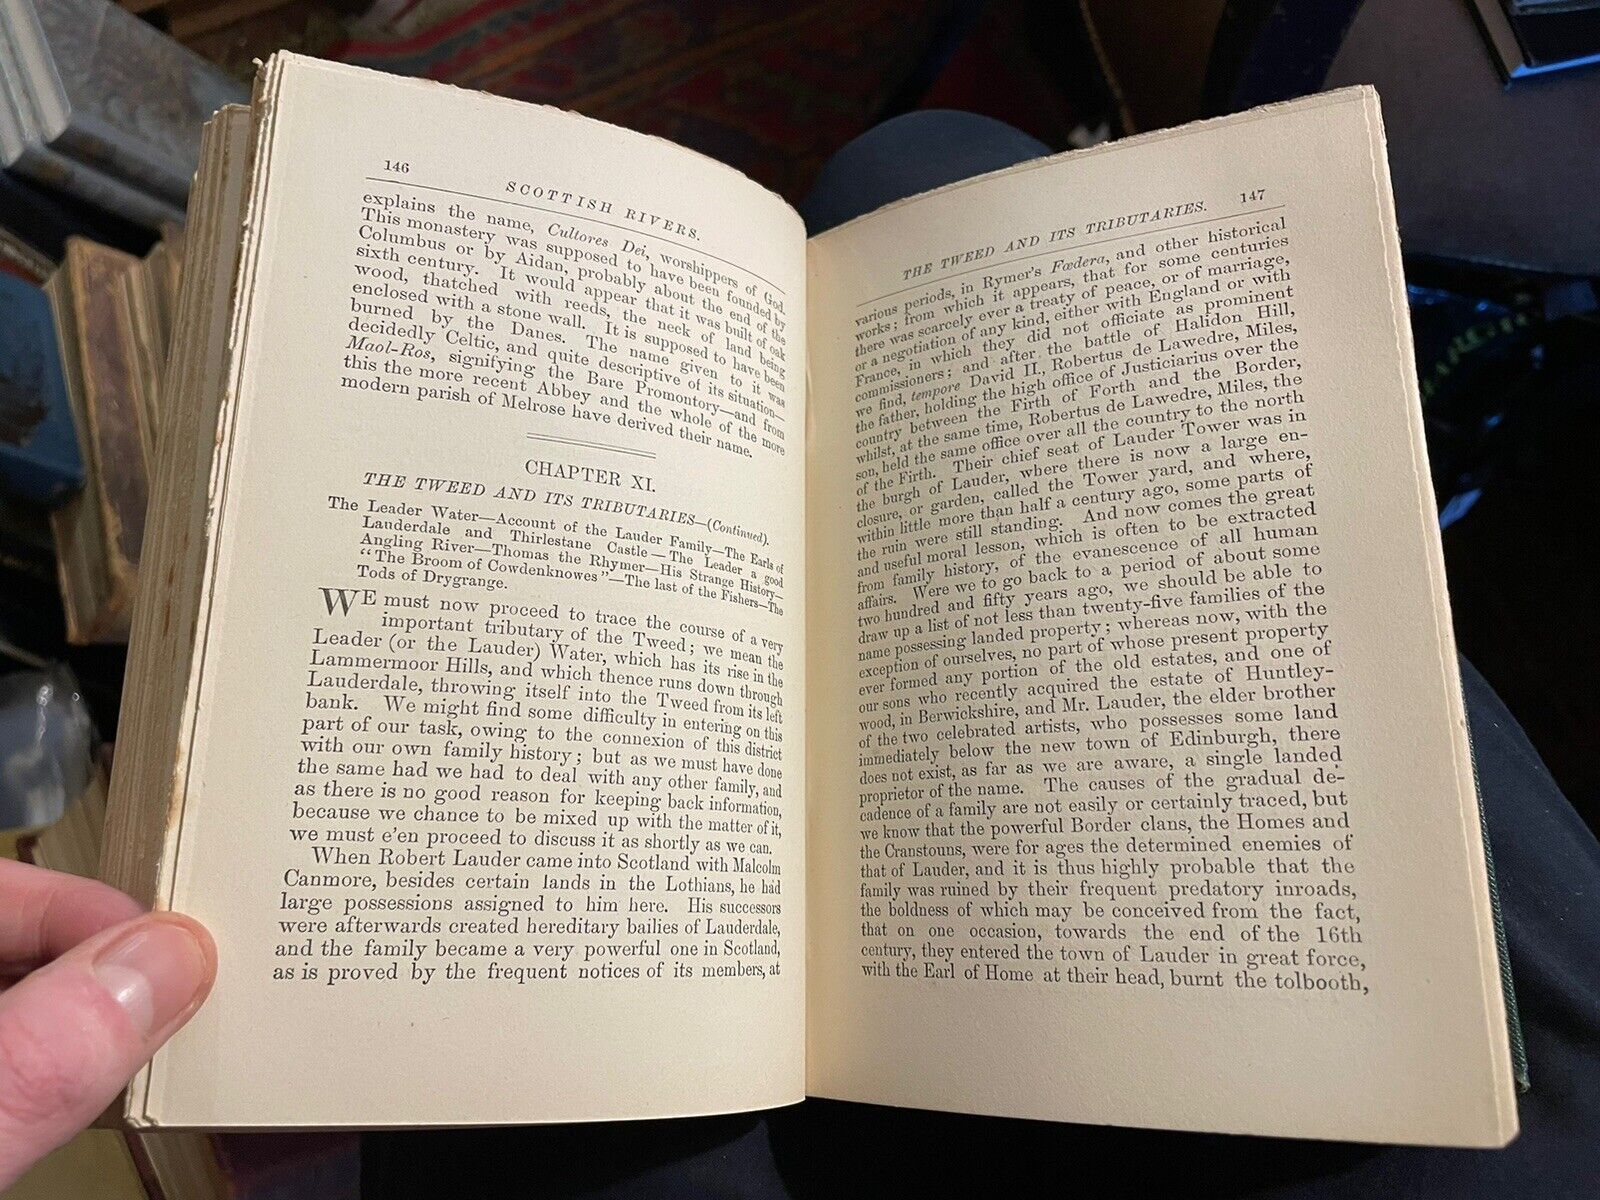 146
SCOTTISH RIVERS.
explains the name, Cultores Dei, worshippers of God.
This monastery was supposed to have been founded by
Columbus or by Aidan, probably about the end of the
sixth century. It would appear that it was built of oak
wood, thatched with reeds, the neck of land being
enclosed with a stone wall. It is supposed to have been
burned by the Danes. The name given to it was
decidedly Celtic, and quite descriptive of its situation—
Maol-Ros, signifying the Bare Promontory—and from
this the more recent Abbey and the whole of the more
modern parish of Melrose have derived their name.
CHAPTER XI.
THE TWEED AND ITS TRIBUTARIES—(Continued).
The Leader Water—Account of the Lauder Family—The Earls of
Lauderdale and Thirlestane Castle—The Leader a good
Angling River—Thomas the Rhymer—His Strange History—
"The Broom of Cowdenknowes"—The last of the Fishers—The
Tods of Drygrange.
WE must now proceed to trace the course of a very
important tributary of the Tweed; we mean the
Leader (or the Lauder) Water, which has its rise in the
Lammermoor Hills, and which thence runs down through
Lauderdale, throwing itself into the Tweed from its left
bank. We might find some difficulty in entering on this
part of our task, owing to the connexion of this district
with our own family history; but as we must have done
the same had we had to deal with any other family, and
as there is no good reason for keeping back information,
because we chance to be mixed up with the matter of it,
we must e'en proceed to discuss it as shortly as we can.
When Robert Lauder came into Scotland with Malcolm
Canmore, besides certain lands in the Lothians, he had
large possessions assigned to him here. His successors
were afterwards created hereditary bailies of Lauderdale,
and the family became a very powerful one in Scotland,
as is proved by the frequent notices of its members, at
THE TWEED AND ITS TRIBUTARIES.
147
various periods, in Rymer's Fœdera, and other historical
works; from which it appears, that for some centuries
there was scarcely ever a treaty of peace, or of marriage,
or a negotiation of any kind, either with England or with
France, in which they did not officiate as prominent
commissioners; and after the battle of Halidon Hill,
we find, tempore David II., Robertus de Lawedre, Miles,
the father, holding the high office of Justiciarius over the
country between the Firth of Forth and the Border,
whilst, at the same time, Robertus de Lawedre, Miles, the
son, held the same office over all the country to the north
of the Firth. Their chief seat of Lauder Tower was in
the burgh of Lauder, where there is now a large en-
closure, or garden, called the Tower yard, and where,
within little more than half a century ago, some parts of
the ruin were still standing. And now comes the great
and useful moral lesson, which is often to be extracted
from family history, of the evanescence of all human
affairs. Were we to go back to a period of about some
two hundred and fifty years ago, we should be able to
draw up a list of not less than twenty-five families of the
name possessing landed property; whereas now, with the
exception of ourselves, no part of whose present property
ever formed any portion of the old estates, and one of
our sons who recently acquired the estate of Huntley-
wood, in Berwickshire, and Mr. Lauder, the elder brother
of the two celebrated artists, who possesses some land
immediately below the new town of Edinburgh, there
does not exist, as far as we are aware, a single landed
proprietor of the name. The causes of the gradual de-
cadence of a family are not easily or certainly traced, but
we know that the powerful Border clans, the Homes and
the Cranstouns, were for ages the determined enemies of
that of Lauder, and it is thus highly probable that the
family was ruined by their frequent predatory inroads,
the boldness of which may be conceived from the fact,
that on one occasion, towards the end of the 16th
century, they entered the town of Lauder in great force,
with the Earl of Home at their head, burnt the tolbooth,